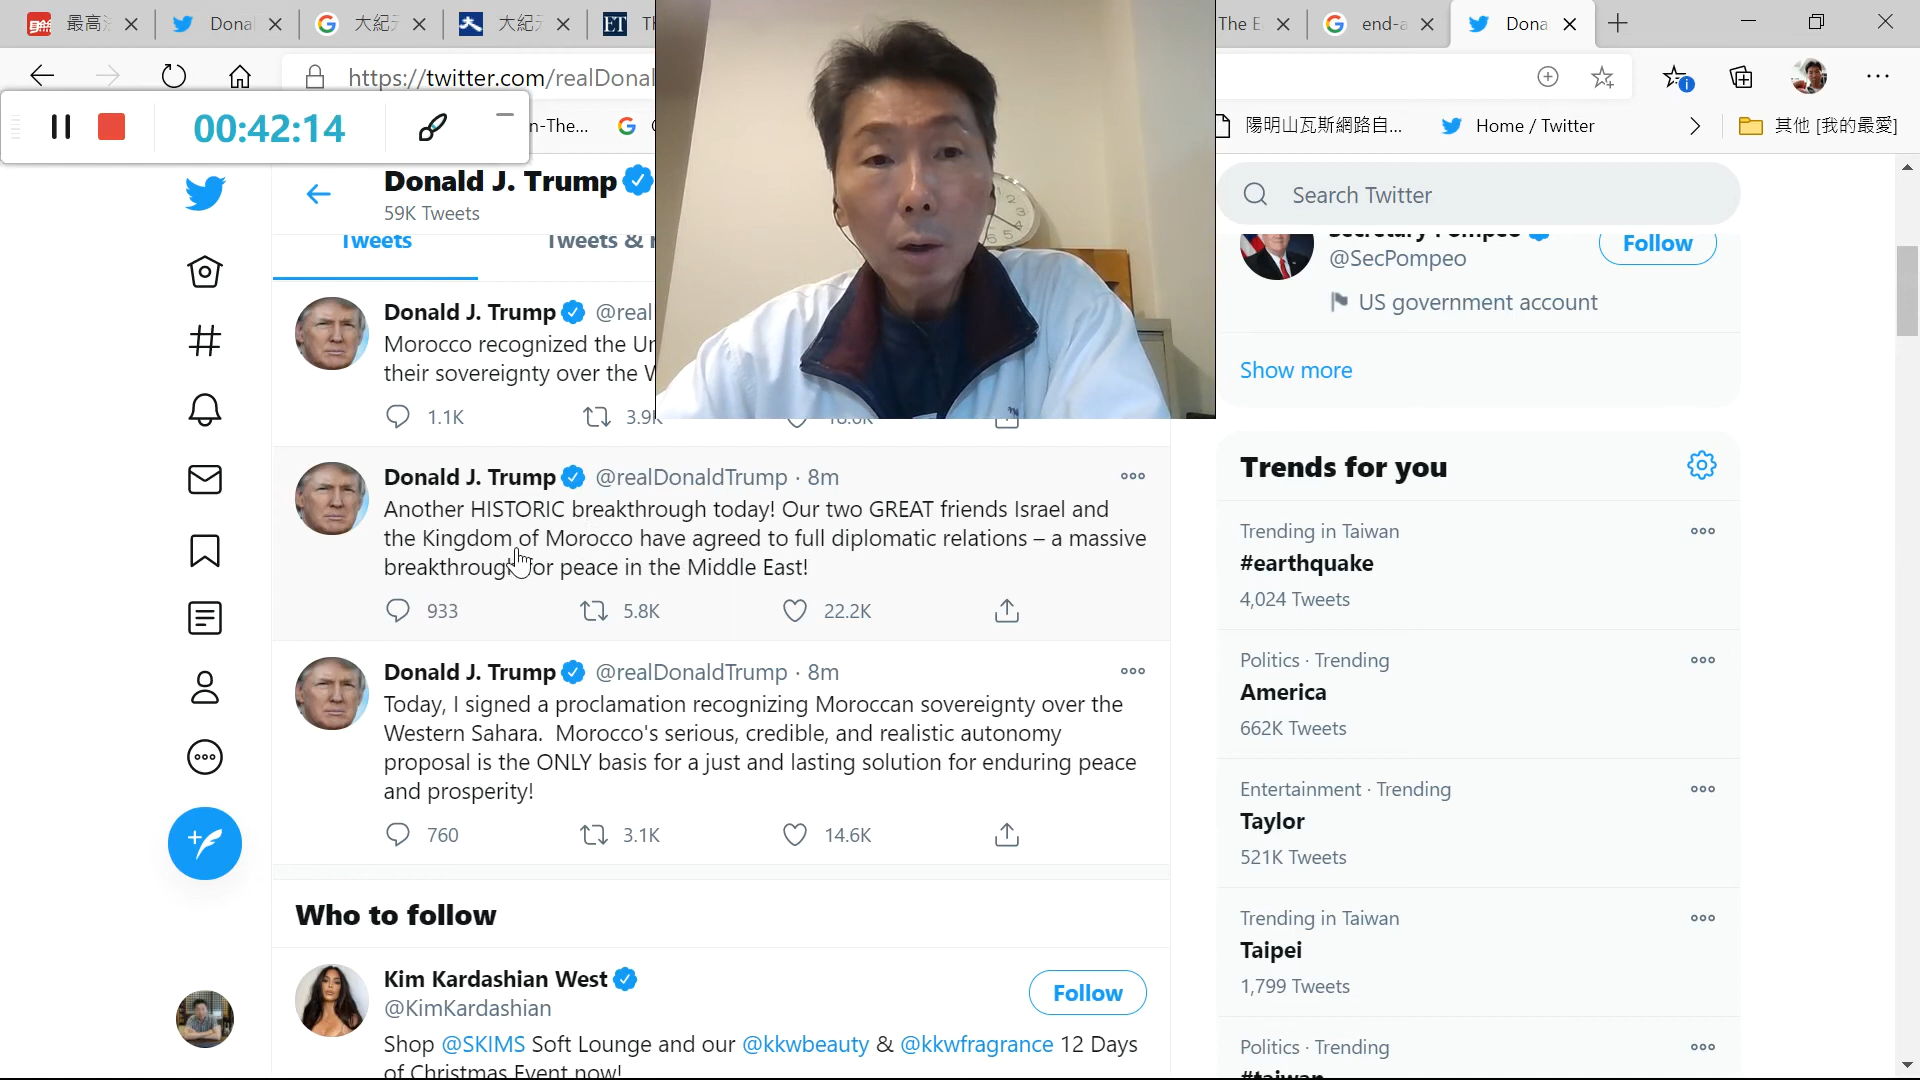 最高
Dona
大紀
大紀
The E
end-a
Dona
https://twitter.com/realDonal
00:42:14
n-The...
陽明山瓦斯網路自...
Home / Twitter
其他 [我的最愛]
Donald J. Trump
59K Tweets
Tweets
Tweets &
Donald J. Trump @real
Morocco recognized the
their sovereignty over the
1.1K
3.9K
18.6K
Donald J. Trump @realDonaldTrump · 8m
Another HISTORIC breakthrough today! Our two GREAT friends Israel and
the Kingdom of Morocco have agreed to full diplomatic relations – a massive
breakthrough for peace in the Middle East!
933
5.8K
22.2K
Donald J. Trump @realDonaldTrump · 8m
Today, I signed a proclamation recognizing Moroccan sovereignty over the
Western Sahara. Morocco's serious, credible, and realistic autonomy
proposal is the ONLY basis for a just and lasting solution for enduring peace
and prosperity!
760
3.1K
14.6K
Who to follow
Kim Kardashian West
@KimKardashian
Follow
Shop @SKIMS Soft Lounge and our @kkwbeauty & @kkwfragrance 12 Days
of Christmas Event now!
Search Twitter
Secretary Pompeo
@SecPompeo
Follow
US government account
Show more
Trends for you
Trending in Taiwan
#earthquake
4,024 Tweets
Politics · Trending
America
662K Tweets
Entertainment · Trending
Taylor
521K Tweets
Trending in Taiwan
Taipei
1,799 Tweets
Politics · Trending
#taiwan